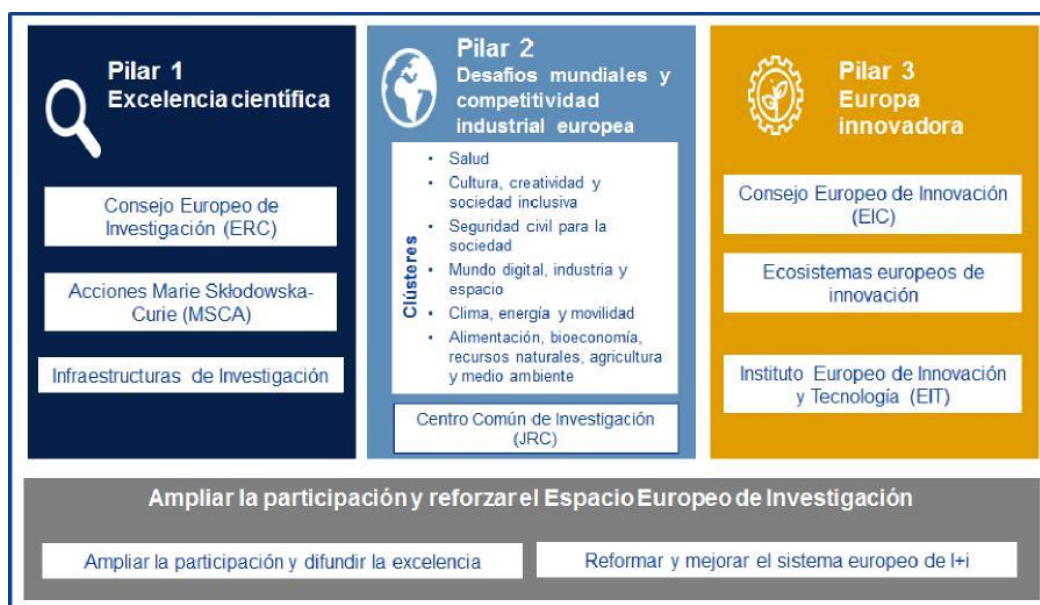 Pilar 1
Excelencia científica
Consejo Europeo de
Investigación (ERC)
Acciones Marie Skłodowska-
Curie (MSCA)
Infraestructuras de Investigación
Pilar 2
Desafios mundiales y
competitividad
industrial europea
Clústeres
• Salud
• Cultura, creatividad y
sociedad inclusiva
• Seguridad civil para la
sociedad
• Mundo digital, industria y
espacio
• Clima, energía y movilidad
• Alimentación, bioeconomía,
recursos naturales, agricultura
y medio ambiente
Centro Común de Investigación
(JRC)
Pilar 3
Europa
innovadora
Consejo Europeo de Innovación
(EIC)
Ecosistemas europeos de
innovación
Instituto Europeo de Innovación
y Tecnología (EIT)
Ampliar la participación y reforzar el Espacio Europeo de Investigación
Ampliar la participación y difundir la excelencia
Reformar y mejorar el sistema europeo de I+i